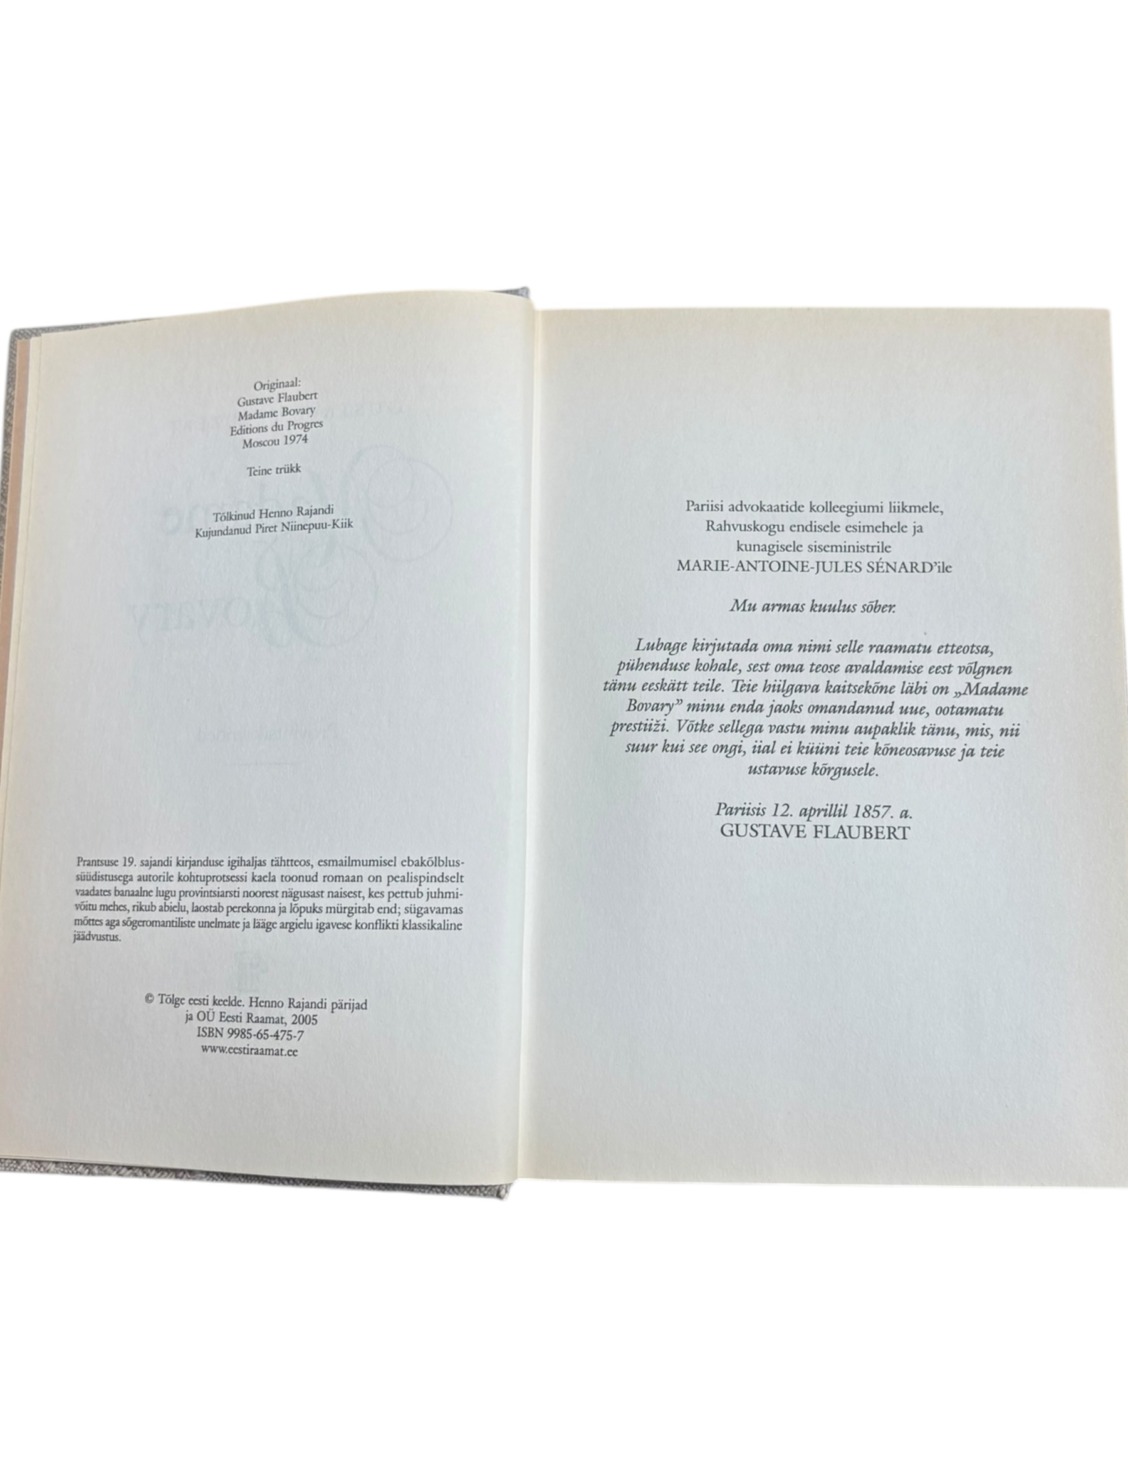 Originaal:
Gustave Flaubert
Madame Bovary
Editions du Progres
Moscou 1974
Teine trükk
Tõlkinud Henno Rajandi
Kujundanud Piret Niinepuu-Kiik
Prantsuse 19. sajandi kirjanduse igihaljas tähtteos, esmailmumisel ebakõlblus-
süüdistusega autorile kohtuprotsessi kaela toonud romaan on pealispindselt
vaadates banaalne lugu provintsiarsti noorest nägusast naisest, kes pettub juhmi-
võitu mehes, rikub abielu, laostab perekonna ja lõpuks mürgitab end; sügavamas
mõttes aga sõgeromantiliste unelmate ja lääge argielu igavese konflikti klassikaline
jäädvustus.
© Tõlge eesti keelde. Henno Rajandi pärijad
ja OÜ Eesti Raamat, 2005
ISBN 9985-65-475-7
www.eestiraamat.ee
Pariisi advokaatide kolleegiumi liikmele,
Rahvuskogu endisele esimehele ja
kunagisele siseministrile
MARIE-ANTOINE-JULES SÉNARD’ile
Mu armas kuulus sõber.
Lubage kirjutada oma nimi selle raamatu etteotsa,
pühenduse kohale, sest oma teose avaldamise eest võlgnen
tänu eeskätt teile. Teie hiilgava kaitsekõne läbi on „Madame
Bovary” minu enda jaoks omandanud uue, ootamatu
prestiiži. Võtke sellega vastu minu aupaklik tänu, mis, nii
suur kui see ongi, iial ei küüni teie kõneosavuse ja teie
ustavuse kõrgusele.
Pariisis 12. aprillil 1857. a.
GUSTAVE FLAUBERT